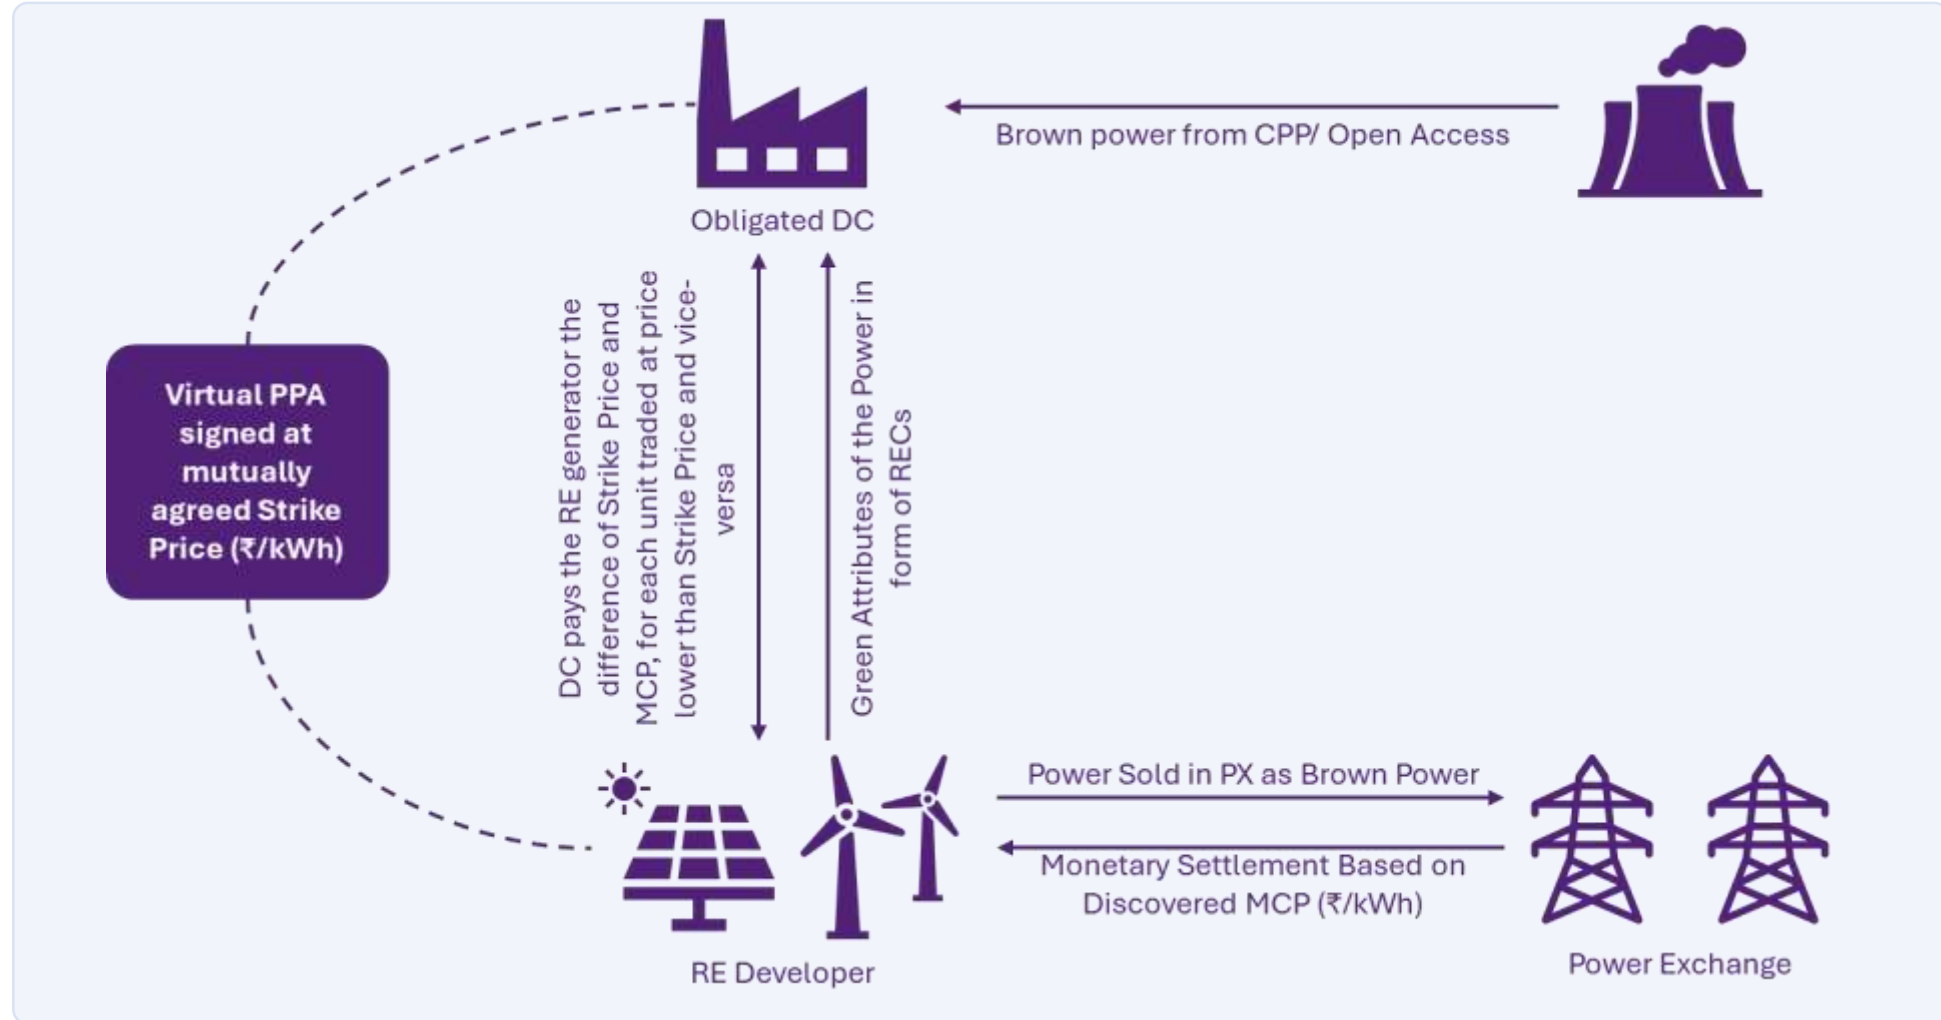 Brown power from CPP/ Open Access
Obligated DC
Virtual PPA
signed at
mutually
agreed Strike
Price (₹/kWh)
DC pays the RE generator the
difference of Strike Price and
MCP, for each unit traded at price
lower than Strike Price and vice-
versa
Green Attributes of the Power in
form of RECs
Power Sold in PX as Brown Power
Monetary Settlement Based on
Discovered MCP (₹/kWh)
RE Developer
Power Exchange